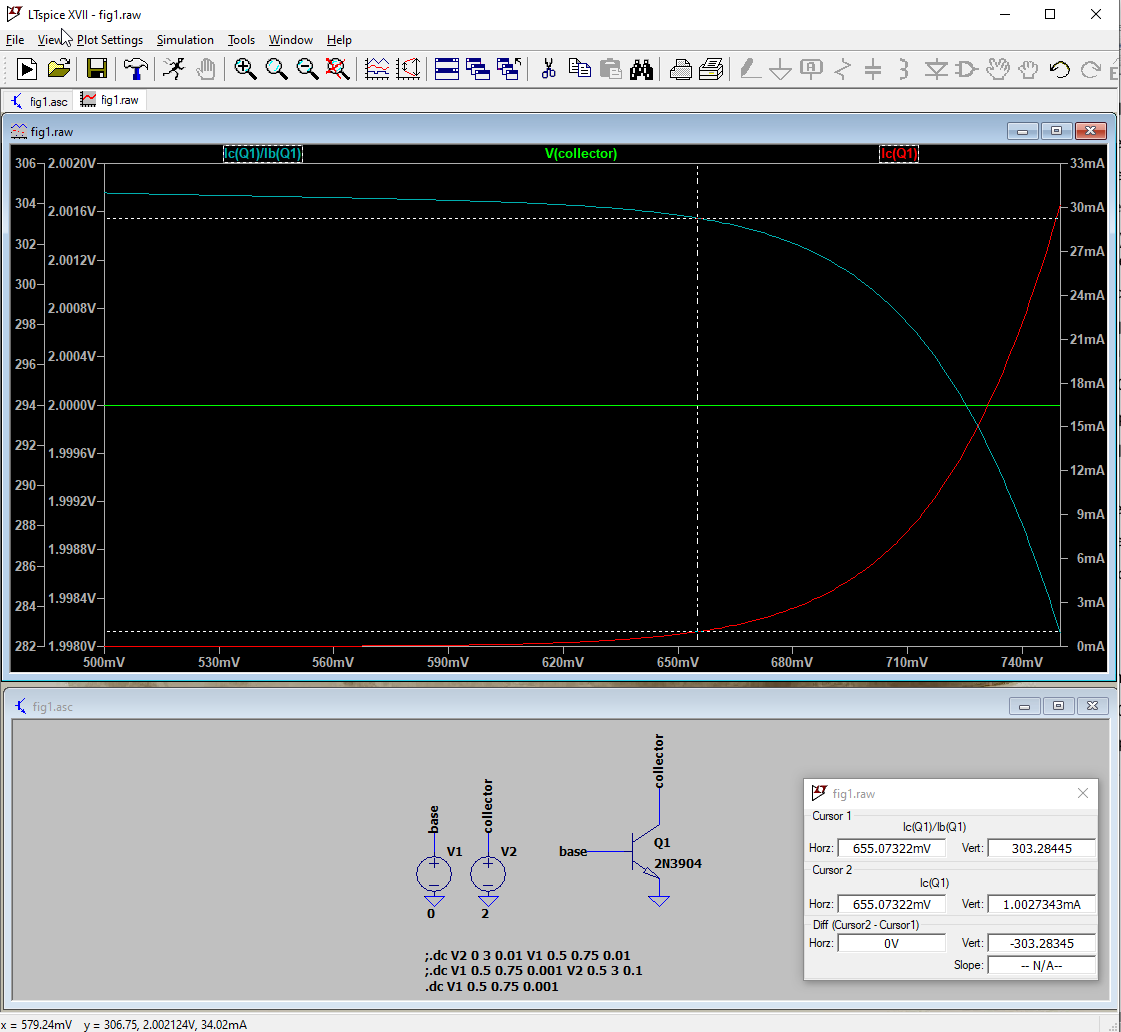 LTspice XVII - fig1.raw
File View Plot Settings Simulation Tools Window Help
fig1.asc fig1.raw
fig1.raw
Ic(Q1)/Ib(Q1) V(collector) Ic(Q1)
306 2.0020V 33mA
304 2.0016V 30mA
302 2.0012V 27mA
300 2.0008V 24mA
298 2.0004V 21mA
296 2.0000V 18mA
294 1.9996V 15mA
292 1.9992V 12mA
290 1.9988V 9mA
288 1.9984V 6mA
286 1.9980V 3mA
284 0mA
282
500mV 530mV 560mV 590mV 620mV 650mV 680mV 710mV 740mV
fig1.asc
collector
base
collector
V1
V2
base
Q1
2N3904
0
2
;.dc V2 0 3 0.01 V1 0.5 0.75 0.01
;.dc V1 0.5 0.75 0.001 V2 0.5 3 0.1
.dc V1 0.5 0.75 0.001
fig1.raw
Cursor 1
Ic(Q1)/Ib(Q1)
Horz: 655.07322mV Vert: 303.28445
Cursor 2
Ic(Q1)
Horz: 655.07322mV Vert: 1.0027343mA
Diff (Cursor2 - Cursor1)
Horz: 0V Vert: -303.28345
Slope: -- N/A--
x = 579.24mV y = 306.75, 2.002124V, 34.02mA